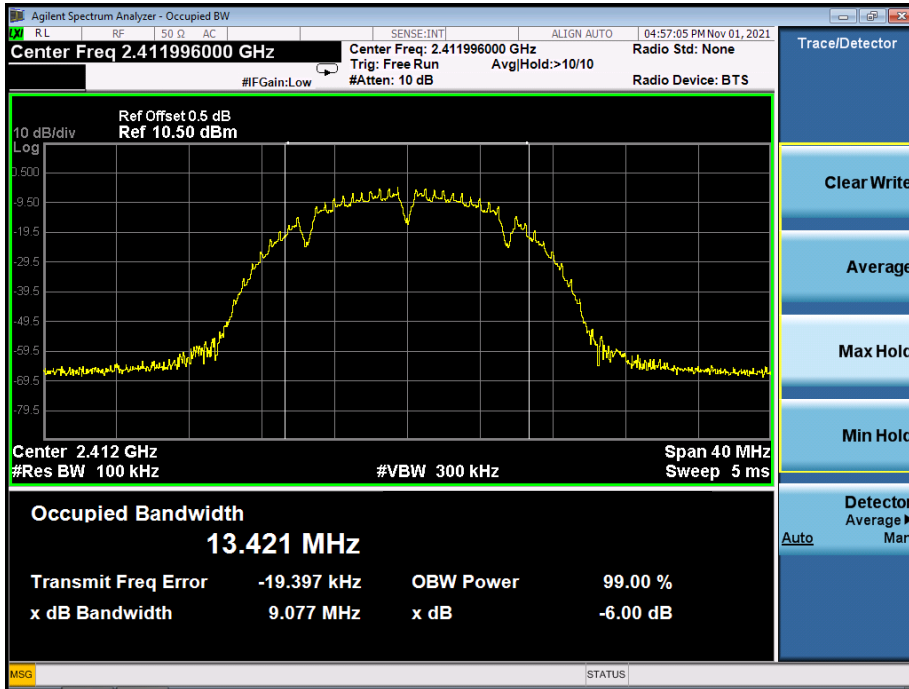 Agilent Spectrum Analyzer - Occupied BW
LXI RL RF 50 Ω AC SENSE:INT ALIGN AUTO 04:57:05 PM Nov 01, 2021
Center Freq 2.411996000 GHz
Center Freq: 2.411996000 GHz Radio Std: None
Trig: Free Run Avg|Hold:>10/10
#IFGain:Low #Atten: 10 dB Radio Device: BTS
Trace/Detector
Ref Offset 0.5 dB
10 dB/div Ref 10.50 dBm
Log
0.500
-9.50
-19.5
-29.5
-39.5
-49.5
-59.5
-69.5
-79.5
Center 2.412 GHz Span 40 MHz
#Res BW 100 kHz #VBW 300 kHz Sweep 5 ms
Occupied Bandwidth
13.421 MHz
Transmit Freq Error -19.397 kHz OBW Power 99.00 %
x dB Bandwidth 9.077 MHz x dB -6.00 dB
Clear Write
Average
Max Hold
Min Hold
Detector
Average
Auto Man
MSG STATUS